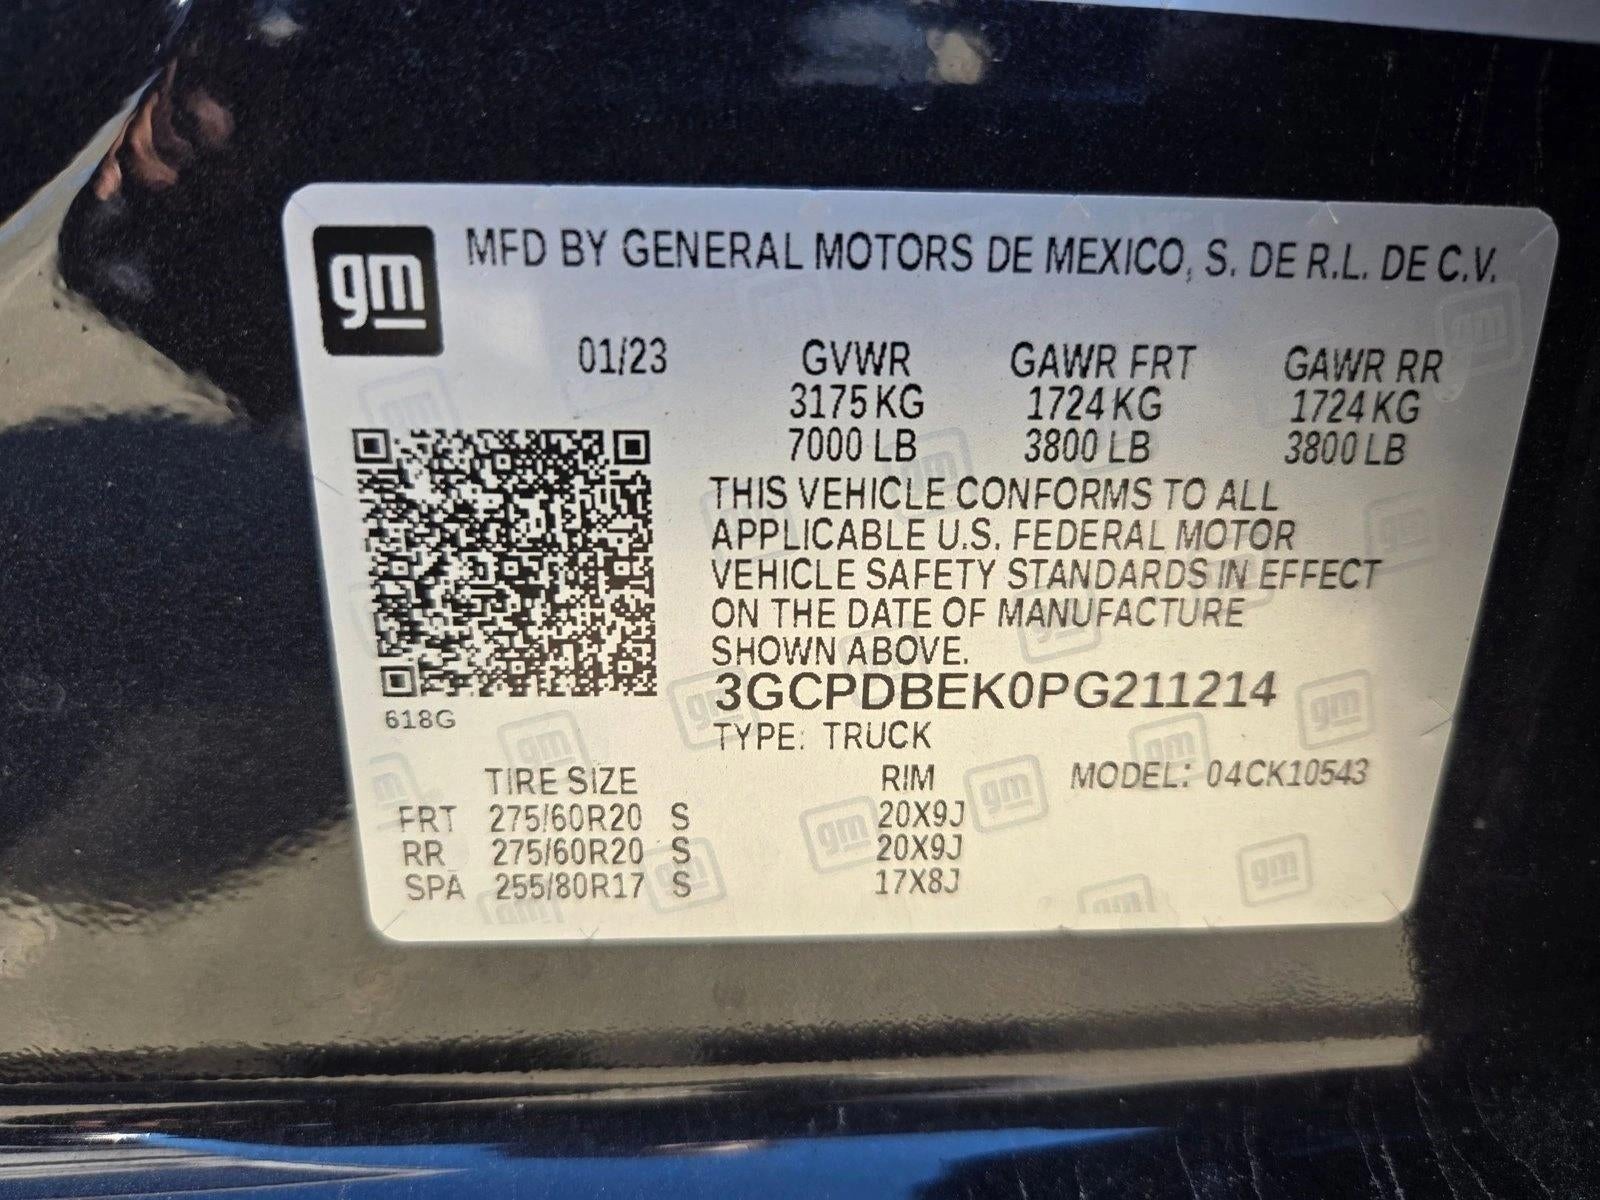 gm MFD BY GENERAL MOTORS DE MEXICO, S. DE R.L. DE C.V.
01/23 GVWR GAWR FRT GAWR RR
3175 KG 1724 KG 1724 KG
7000 LB 3800 LB 3800 LB
THIS VEHICLE CONFORMS TO ALL
APPLICABLE U.S. FEDERAL MOTOR
VEHICLE SAFETY STANDARDS IN EFFECT
ON THE DATE OF MANUFACTURE
SHOWN ABOVE.
3GCPDBEK0PG211214
618G
TYPE: TRUCK
TIRE SIZE RIM MODEL: 04CK10543
FRT 275/60R20 S 20X9J
RR 275/60R20 S 20X9J
SPA 255/80R17 S 17X8J